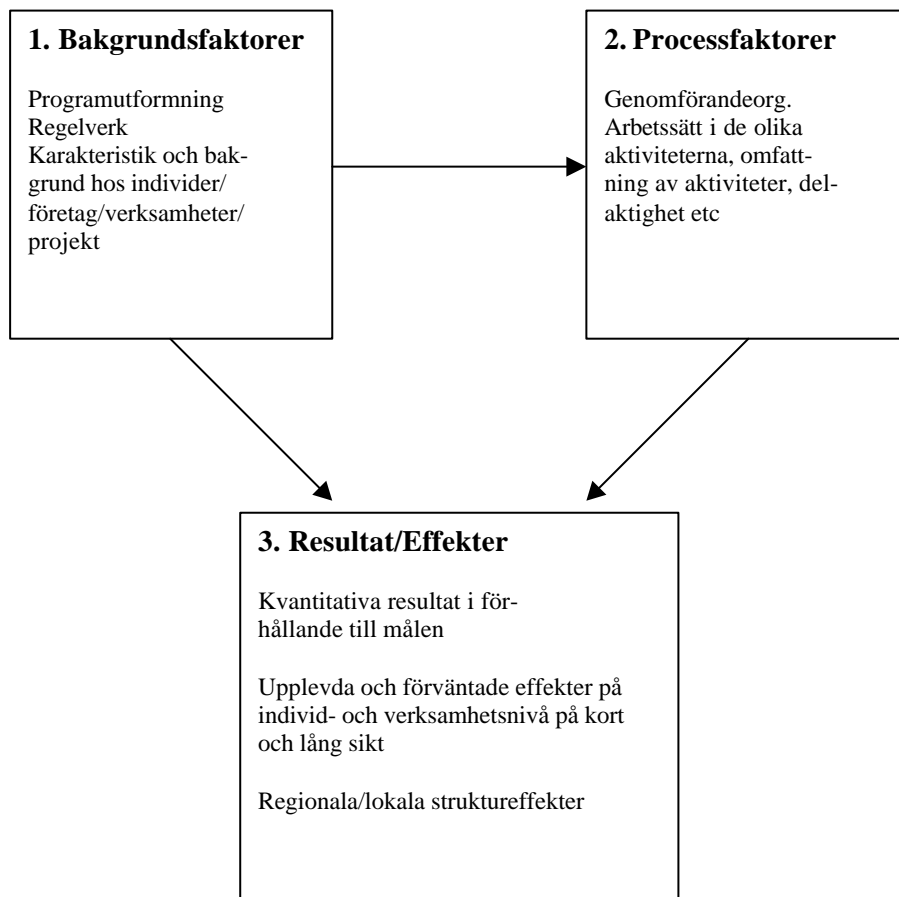 1. Bakgrundsfaktorer
Programutformning
Regelverk
Karakteristik och bak-
grund hos individer/
företag/verksamheter/
projekt
2. Processfaktorer
Genomförandeorg.
Arbetssätt i de olika
aktiviteterna, omfatt-
ning av aktiviteter, del-
aktighet etc
3. Resultat/Effekter
Kvantitativa resultat i för-
hållande till målen
Upplevda och förväntade effekter på
individ- och verksamhetsnivå på kort
och lång sikt
Regionala/lokala struktureffekter